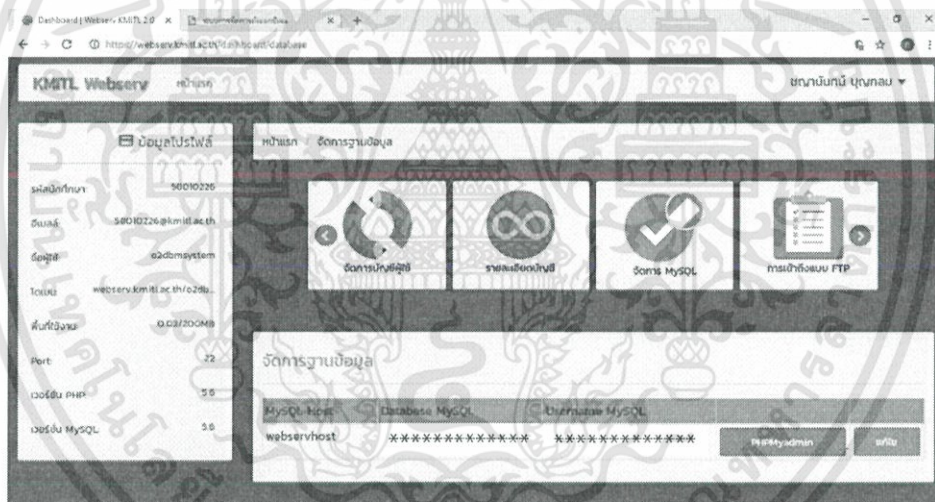 Dashboard | Webserv KMITL 2.0
https://webserv.kmitl.ac.th/dashboard/database
KMITL Webserv หน้าแรก
ชญานันทน์ บุญกลม
ข้อมูลโปรไฟล์
รหัสนักศึกษา 58010226
อีเมลล์ 58010226@kmitl.ac.th
ชื่อผู้ใช้ o2dbmsystem
โดเมน webserv.kmitl.ac.th/o2db...
พื้นที่ใช้งาน 0.03/200MB
Port 22
เวอร์ชัน PHP 5.6
เวอร์ชัน MySQL 5.6
หน้าแรก / จัดการฐานข้อมูล
จัดการบัญชีผู้ใช้
รายละเอียดบัญชี
จัดการ MySQL
การเข้าถึงแบบ FTP
จัดการฐานข้อมูล
MySQL Host Database MySQL Username MySQL
webservhost ************* ************* PHPMyadmin แก้ไข